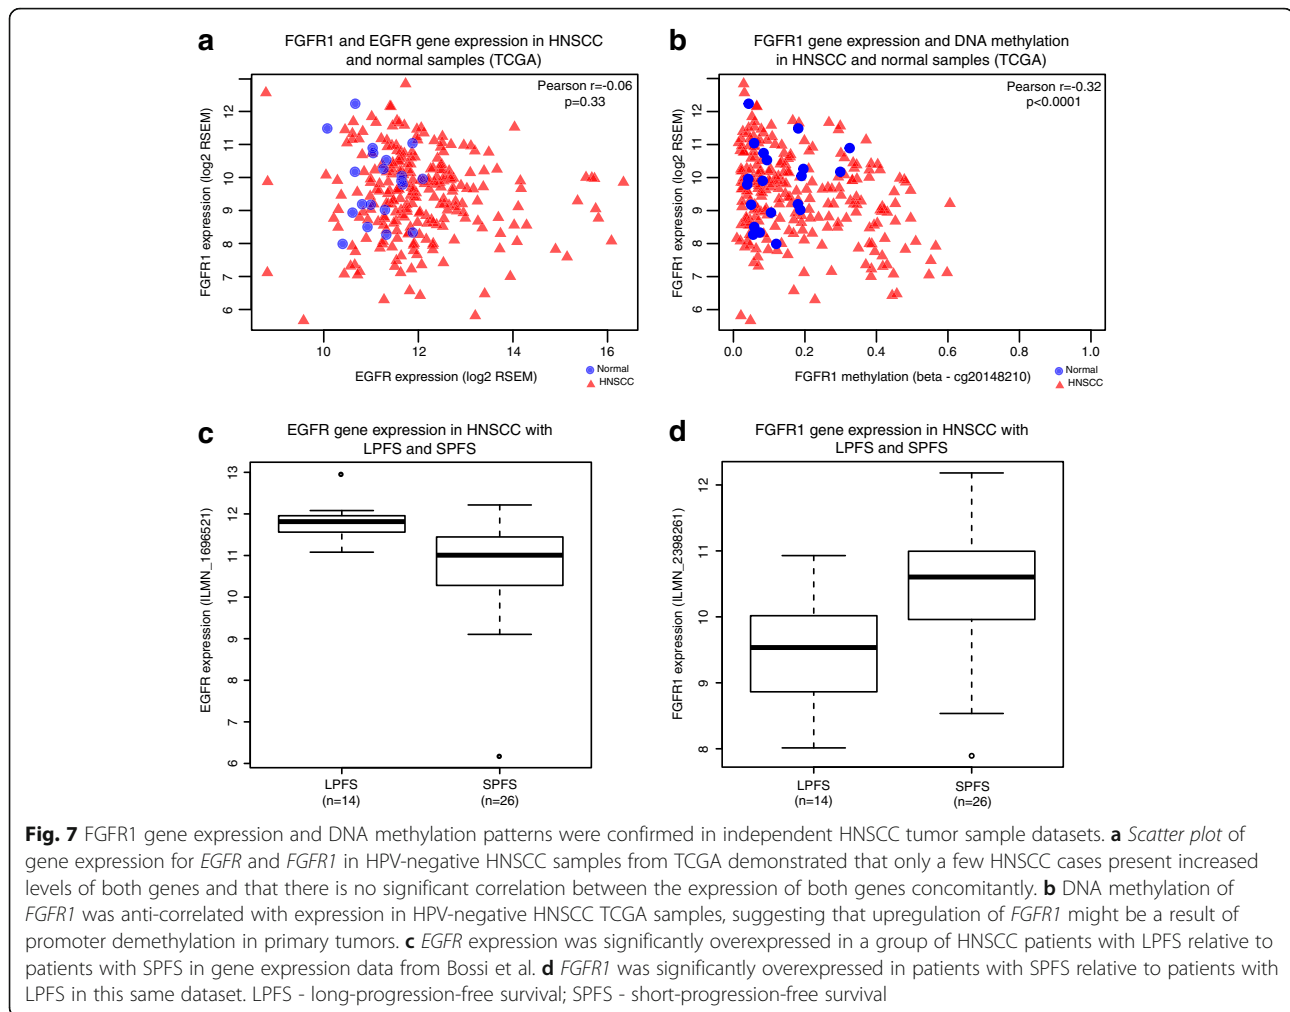 a
FGFR1 and EGFR gene expression in HNSCC
and normal samples (TCGA)
Pearson r=-0.06
p=0.33
FGFR1 expression (log2 RSEM)
12
11
10
9
8
7
6
10 12 14 16
EGFR expression (log2 RSEM)
Normal
HNSCC
b
FGFR1 gene expression and DNA methylation
in HNSCC and normal samples (TCGA)
Pearson r=-0.32
p<0.0001
FGFR1 expression (log2 RSEM)
12
11
10
9
8
7
6
0.0 0.2 0.4 0.6 0.8 1.0
FGFR1 methylation (beta - cg20148210)
Normal
HNSCC
c
EGFR gene expression in HNSCC with
LPFS and SPFS
EGFR expression (ILMN_1696521)
13
12
11
10
9
8
7
6
LPFS SPFS
(n=14) (n=26)
d
FGFR1 gene expression in HNSCC with
LPFS and SPFS
FGFR1 expression (ILMN_2398261)
12
11
10
9
8
LPFS SPFS
(n=14) (n=26)
Fig. 7 FGFR1 gene expression and DNA methylation patterns were confirmed in independent HNSCC tumor sample datasets. a Scatter plot of
gene expression for EGFR and FGFR1 in HPV-negative HNSCC samples from TCGA demonstrated that only a few HNSCC cases present increased
levels of both genes and that there is no significant correlation between the expression of both genes concomitantly. b DNA methylation of
FGFR1 was anti-correlated with expression in HPV-negative HNSCC TCGA samples, suggesting that upregulation of FGFR1 might be a result of
promoter demethylation in primary tumors. c EGFR expression was significantly overexpressed in a group of HNSCC patients with LPFS relative to
patients with SPFS in gene expression data from Bossi et al. d FGFR1 was significantly overexpressed in patients with SPFS relative to patients with
LPFS in this same dataset. LPFS - long-progression-free survival; SPFS - short-progression-free survival